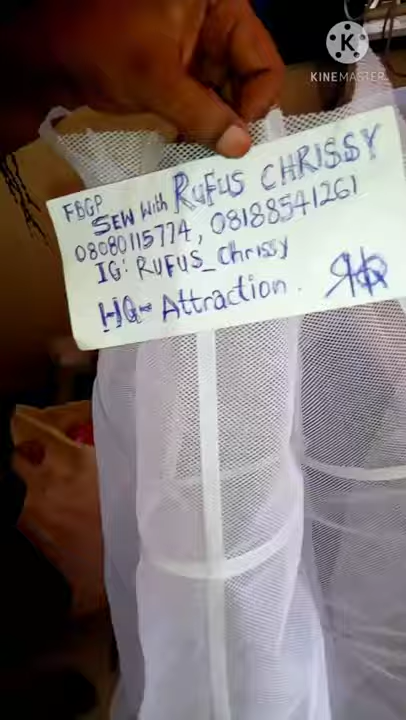 KINEMASTER
FBGP
SEW with RUFUS CHRISSY
08080115774, 08188541261
IG: RUFUS_Chrissy
HQ- Attraction.